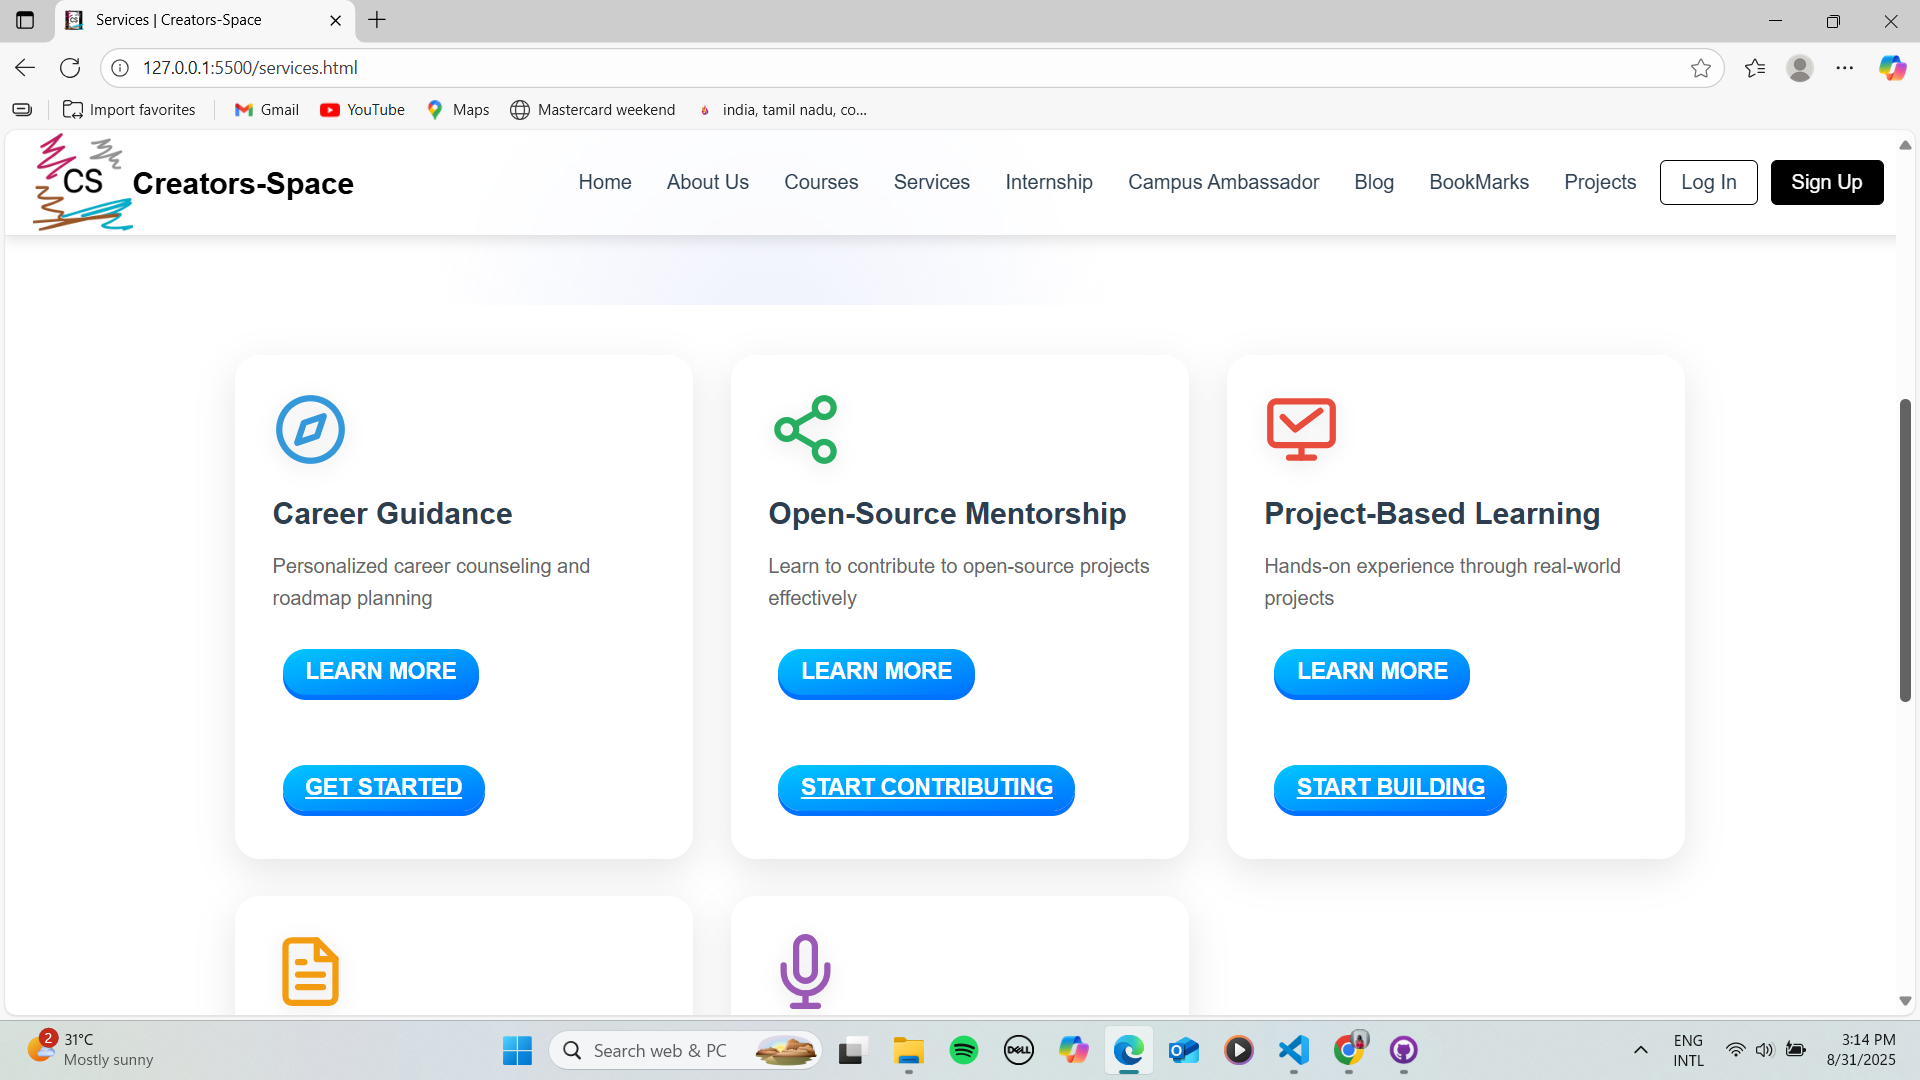 Services | Creators-Space
127.0.0.1:5500/services.html
Import favorites
Gmail
YouTube
Maps
Mastercard weekend
india, tamil nadu, co...
CS
Creators-Space
Home
About Us
Courses
Services
Internship
Campus Ambassador
Blog
BookMarks
Projects
Log In
Sign Up
Career Guidance
Personalized career counseling and
roadmap planning
LEARN MORE
GET STARTED
Open-Source Mentorship
Learn to contribute to open-source projects
effectively
LEARN MORE
START CONTRIBUTING
Project-Based Learning
Hands-on experience through real-world
projects
LEARN MORE
START BUILDING
2
31°C
Mostly sunny
Search web & PC
DELL
ENG
INTL
3:14 PM
8/31/2025